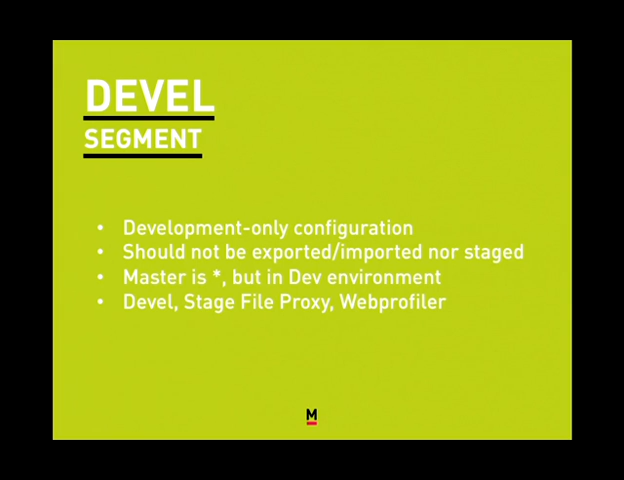 DEVEL
SEGMENT
• Development-only configuration
• Should not be exported/imported nor staged
• Master is *, but in Dev environment
• Devel, Stage File Proxy, Webprofiler
M